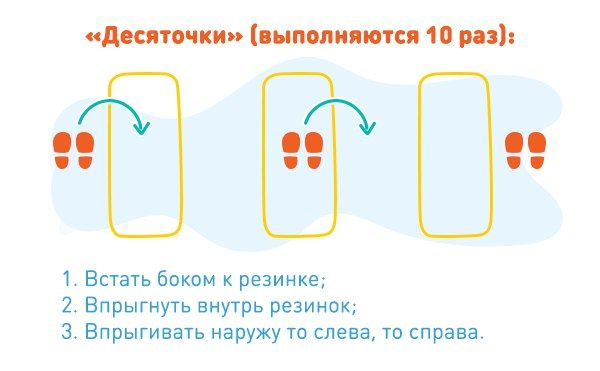 «Десяточки» (выполняются 10 раз):
1. Встать боком к резинке;
2. Впрыгнуть внутрь резинок;
3. Впрыгивать наружу то слева, то справа.